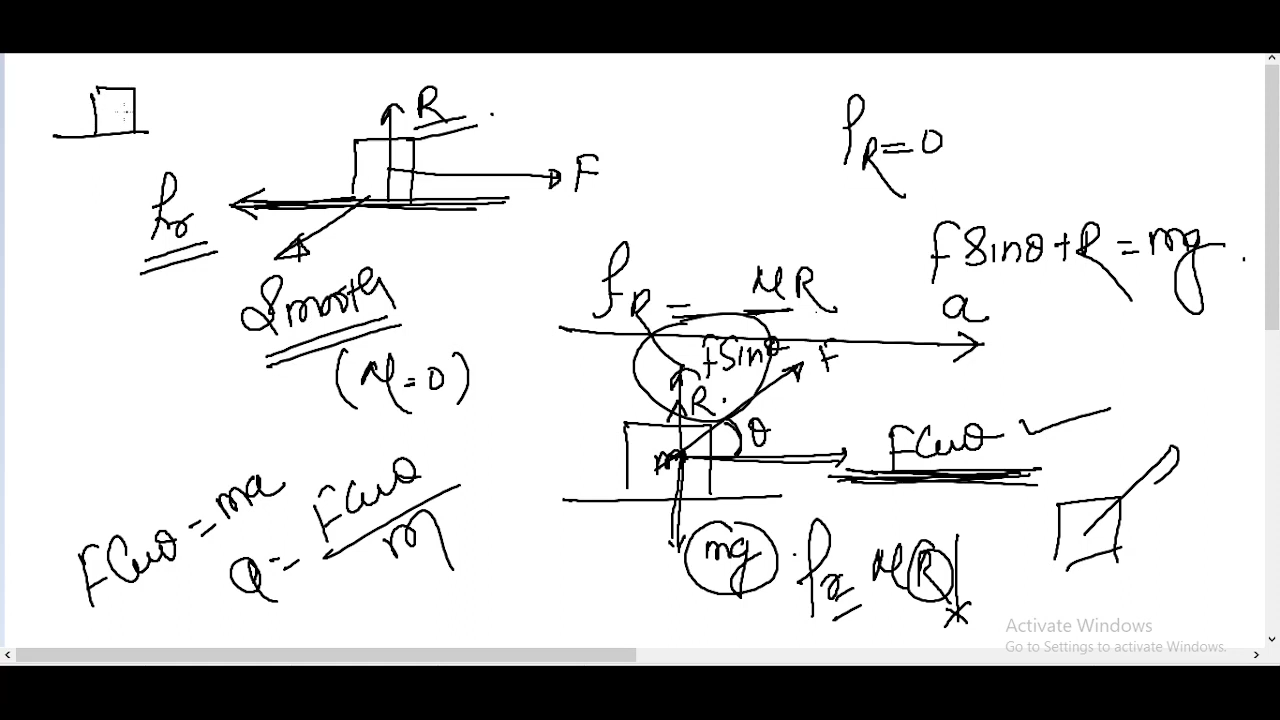 R
F
fr
Smooth
(μ=0)
fR=0
F Sinθ + R = mg
fR = μR
a
F Sinθ
F
R
θ
m
F Cosθ
F Cosθ = ma
a = F Cosθ / m
mg
fr = μR
Activate Windows
Go to Settings to activate Windows.